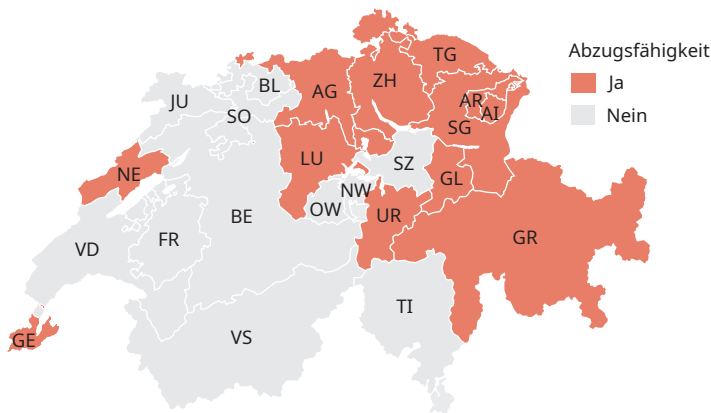 Abzugsfähigkeit
Ja
Nein
TG
ZH
BL
AG
JU
AR
AI
SO
SG
LU
SZ
NE
GL
NW
OW
UR
BE
FR
GR
VD
TI
VS
GE